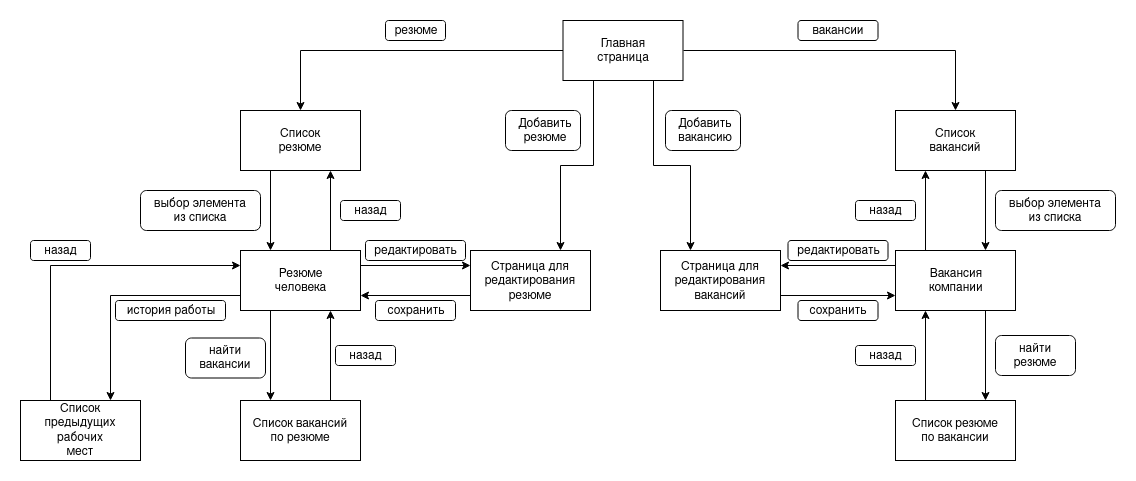 резюме
Главная
страница
вакансии
Список
резюме
Добавить
резюме
Добавить
вакансию
Список
вакансий
выбор элемента
из списка
назад
назад
выбор элемента
из списка
назад
Резюме
человека
редактировать
Страница для
редактирования
резюме
Страница для
редактирования
вакансий
редактировать
Вакансия
компании
история работы
сохранить
сохранить
найти
вакансии
назад
назад
найти
резюме
Список
предыдущих
рабочих
мест
Список вакансий
по резюме
Список резюме
по вакансии